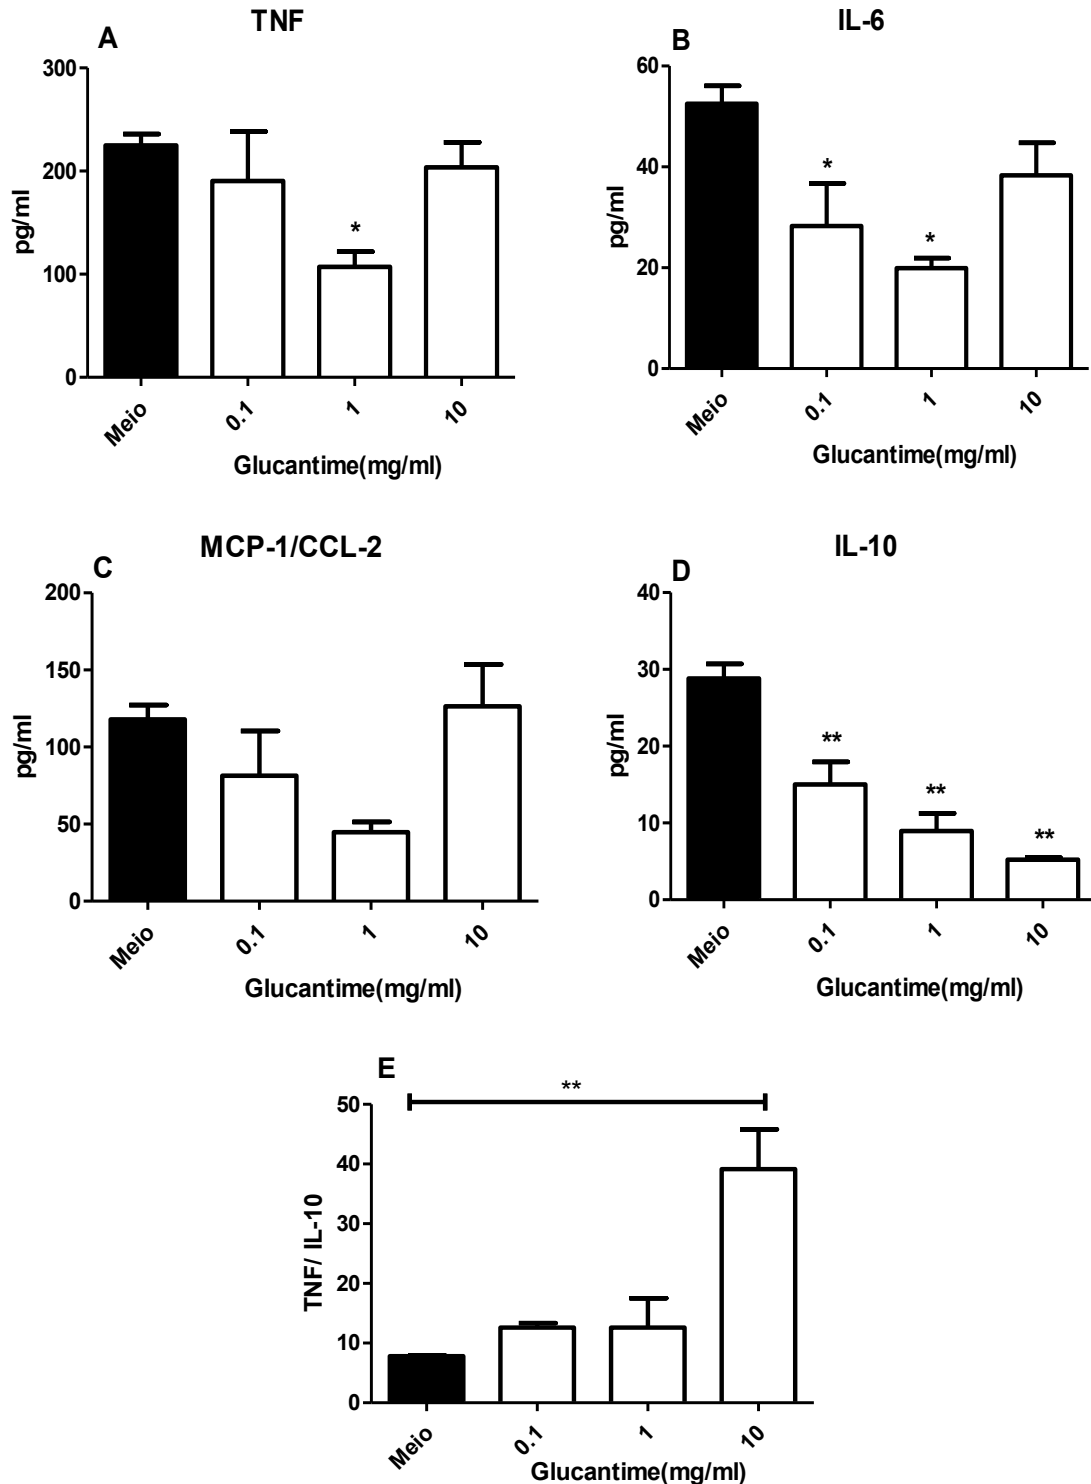 A
TNF
300
200
100
0
pg/ml
*
Meio
0.1
1
10
Glucantime(mg/ml)
B
IL-6
60
40
20
0
pg/ml
*
*
Meio
0.1
1
10
Glucantime(mg/ml)
C
MCP-1/CCL-2
200
150
100
50
0
pg/ml
Meio
0.1
1
10
Glucantime(mg/ml)
D
IL-10
40
30
20
10
0
pg/ml
**
**
**
Meio
0.1
1
10
Glucantime(mg/ml)
E
**
50
40
30
20
10
0
TNF/ IL-10
Meio
0.1
1
10
Glucantime(mg/ml)